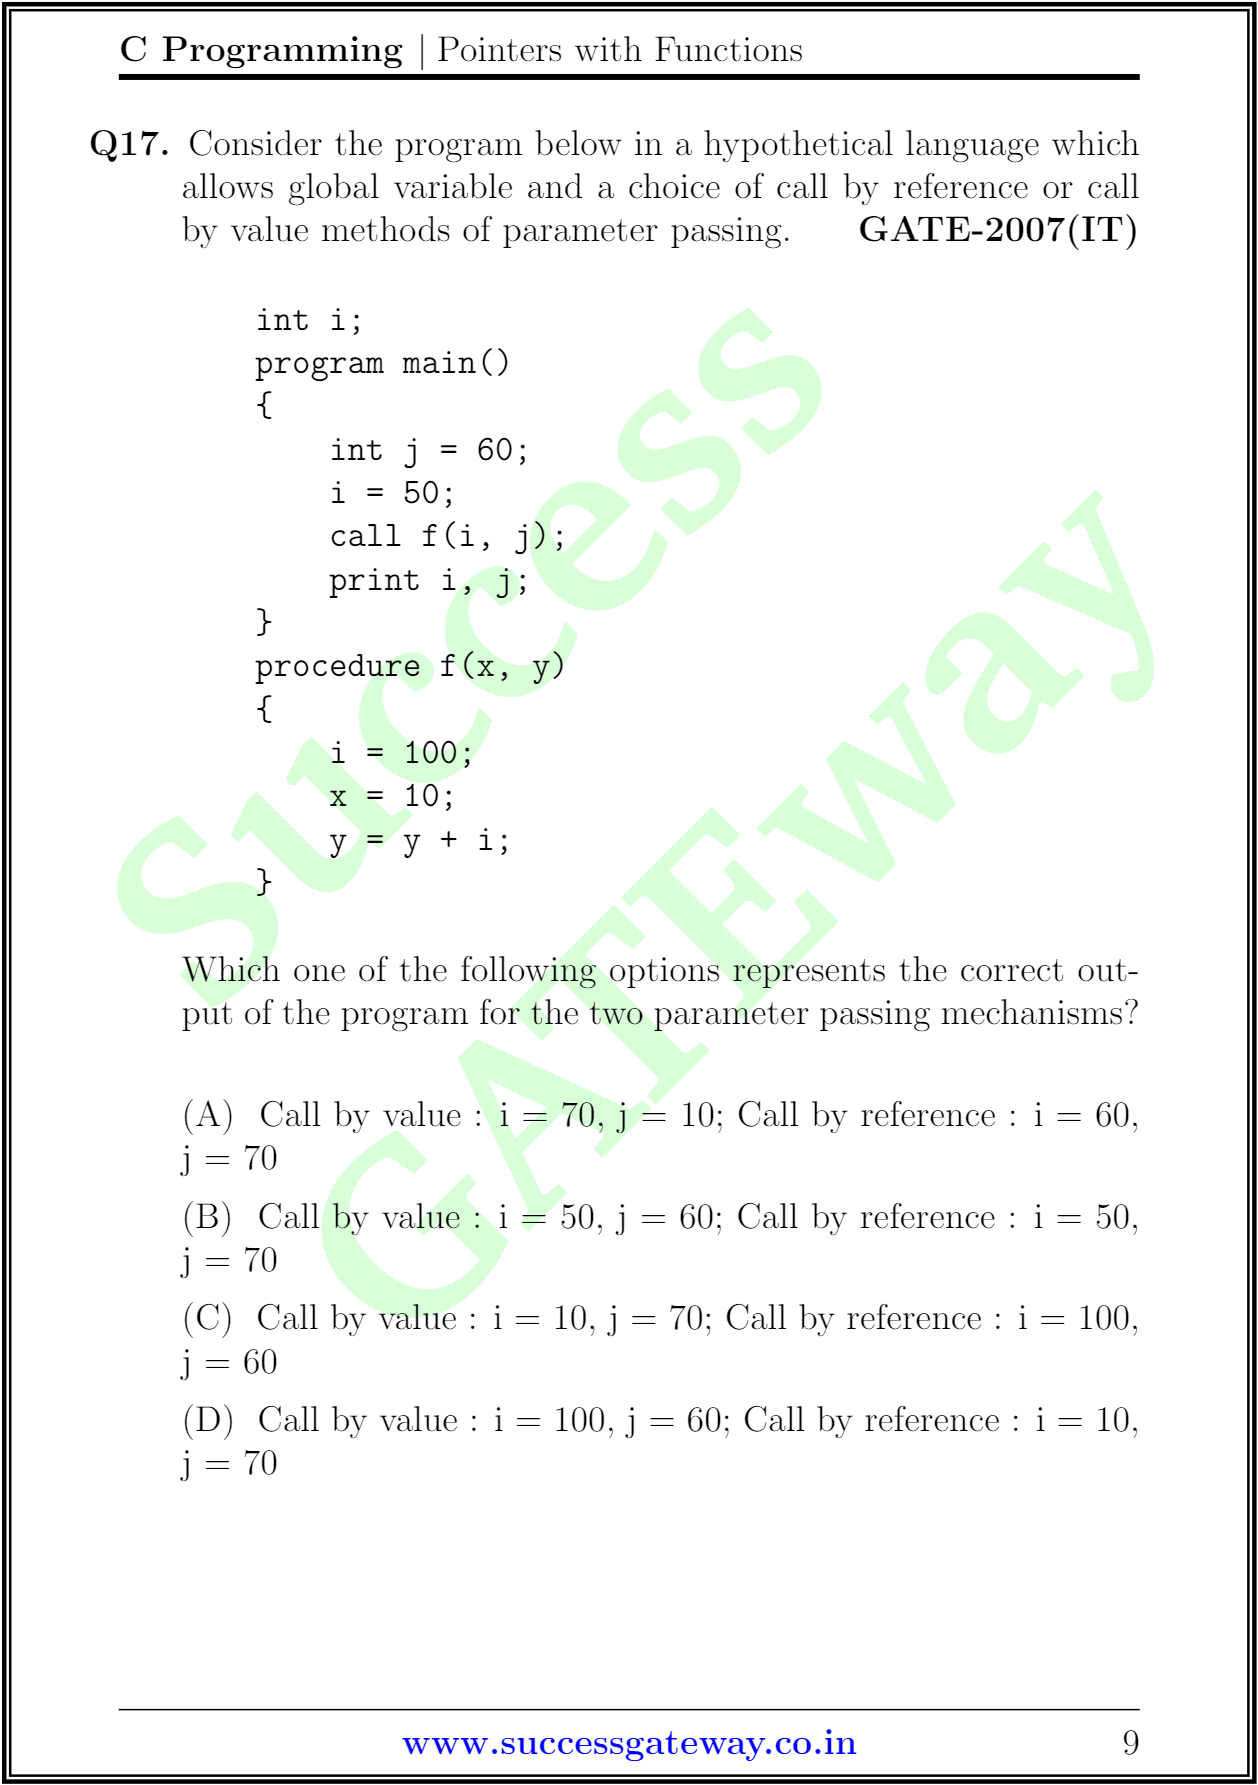 C Programming | Pointers with Functions
Q17. Consider the program below in a hypothetical language which
allows global variable and a choice of call by reference or call
by value methods of parameter passing. GATE-2007(IT)
int i;
program main()
{
int j = 60;
i = 50;
call f(i, j);
print i, j;
}
procedure f(x, y)
{
i = 100;
x = 10;
y = y + i;
}
Which one of the following options represents the correct out-
put of the program for the two parameter passing mechanisms?
(A) Call by value : i = 70, j = 10; Call by reference : i = 60,
j = 70
(B) Call by value : i = 50, j = 60; Call by reference : i = 50,
j = 70
(C) Call by value : i = 10, j = 70; Call by reference : i = 100,
j = 60
(D) Call by value : i = 100, j = 60; Call by reference : i = 10,
j = 70
Success
GATEway
www.successgateway.co.in 9